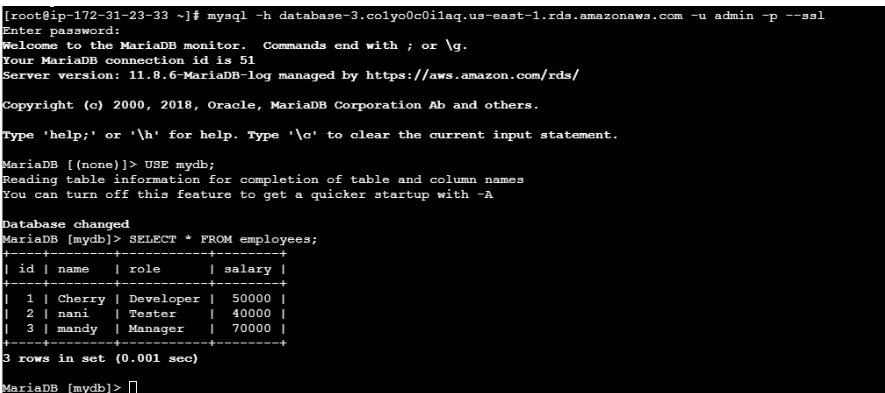 [root@ip-172-31-23-33 ~]# mysql -h database-3.co1yo0c0i1aq.us-east-1.rds.amazonaws.com -u admin -p --ssl
Enter password:
Welcome to the MariaDB monitor.  Commands end with ; or \g.
Your MariaDB connection id is 51
Server version: 11.8.6-MariaDB-log managed by https://aws.amazon.com/rds/
Copyright (c) 2000, 2018, Oracle, MariaDB Corporation Ab and others.
Type 'help;' or '\h' for help. Type '\c' to clear the current input statement.
MariaDB [(none)]> USE mydb;
Reading table information for completion of table and column names
You can turn off this feature to get a quicker startup with -A
Database changed
MariaDB [mydb]> SELECT * FROM employees;
+----+--------+-----------+--------+
| id | name   | role      | salary |
+----+--------+-----------+--------+
|  1 | Cherry | Developer |  50000 |
|  2 | nani   | Tester    |  40000 |
|  3 | mandy  | Manager   |  70000 |
+----+--------+-----------+--------+
3 rows in set (0.001 sec)
MariaDB [mydb]>